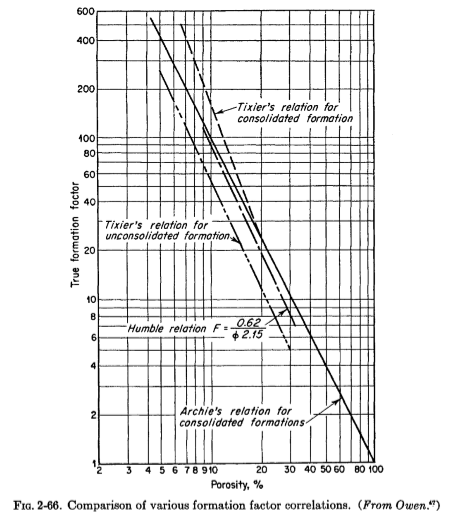 600
400
200
100
80
60
40
20
10
8
6
4
2
1
True formation factor
Tixier's relation for
consolidated formation
Tixier's relation for
unconsolidated formation
Humble relation F = 0.62 / ϕ 2.15
Archie's relation for
consolidated formations
2 3 4 5 6 7 8 9 10 20 30 40 50 60 80 100
Porosity, %
FIG. 2-66. Comparison of various formation factor correlations. (From Owen.⁴⁷)